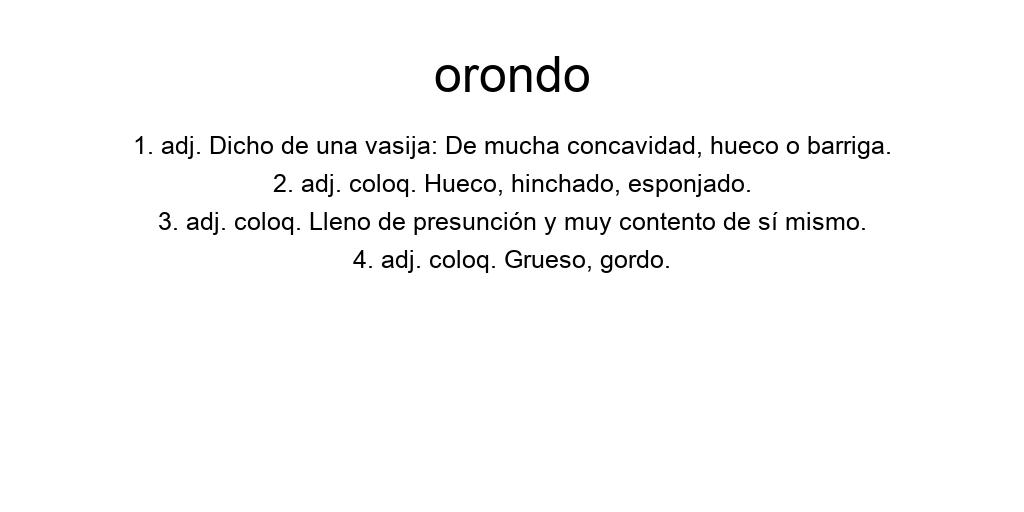 orondo
1. adj. Dicho de una vasija: De mucha concavidad, hueco o barriga.
2. adj. coloq. Hueco, hinchado, esponjado.
3. adj. coloq. Lleno de presunción y muy contento de sí mismo.
4. adj. coloq. Grueso, gordo.